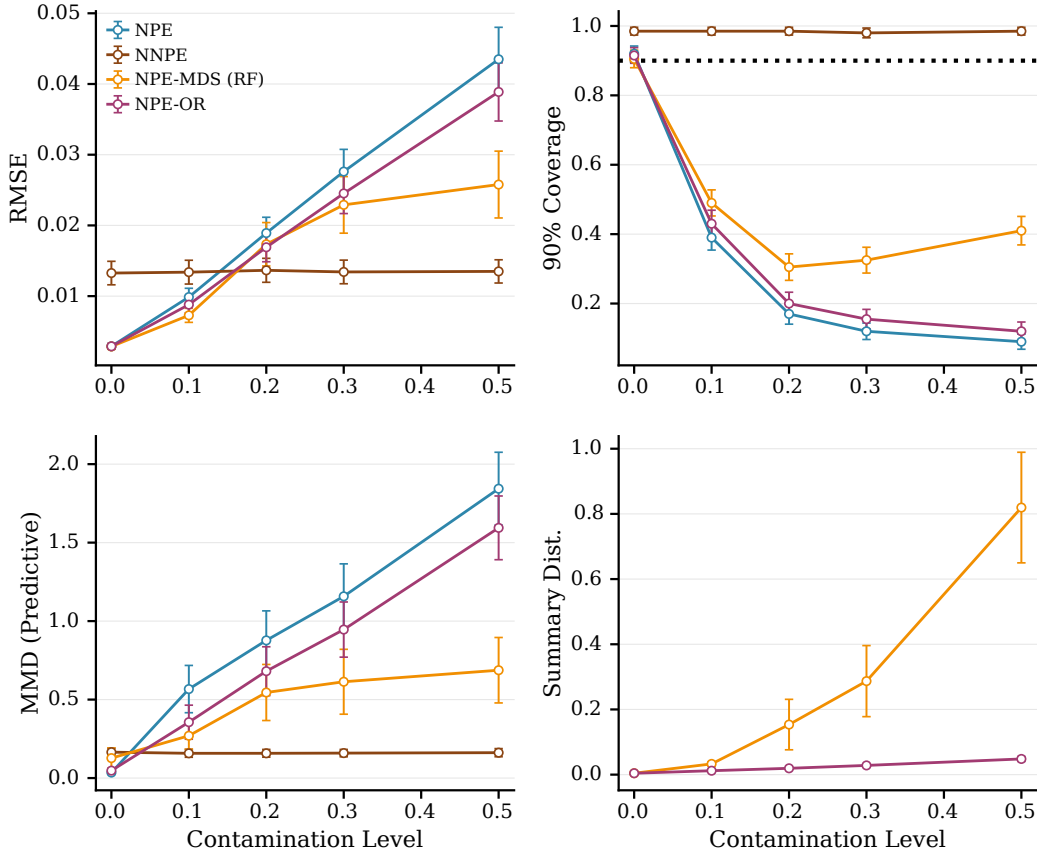 0.05
0.04
0.03
0.02
0.01
RMSE
NPE
NNPE
NPE-MDS (RF)
NPE-OR
0.0 0.1 0.2 0.3 0.4 0.5
1.0
0.8
0.6
0.4
0.2
90% Coverage
0.0 0.1 0.2 0.3 0.4 0.5
2.0
1.5
1.0
0.5
0.0
MMD (Predictive)
0.0 0.1 0.2 0.3 0.4 0.5
Contamination Level
1.0
0.8
0.6
0.4
0.2
0.0
Summary Dist.
0.0 0.1 0.2 0.3 0.4 0.5
Contamination Level